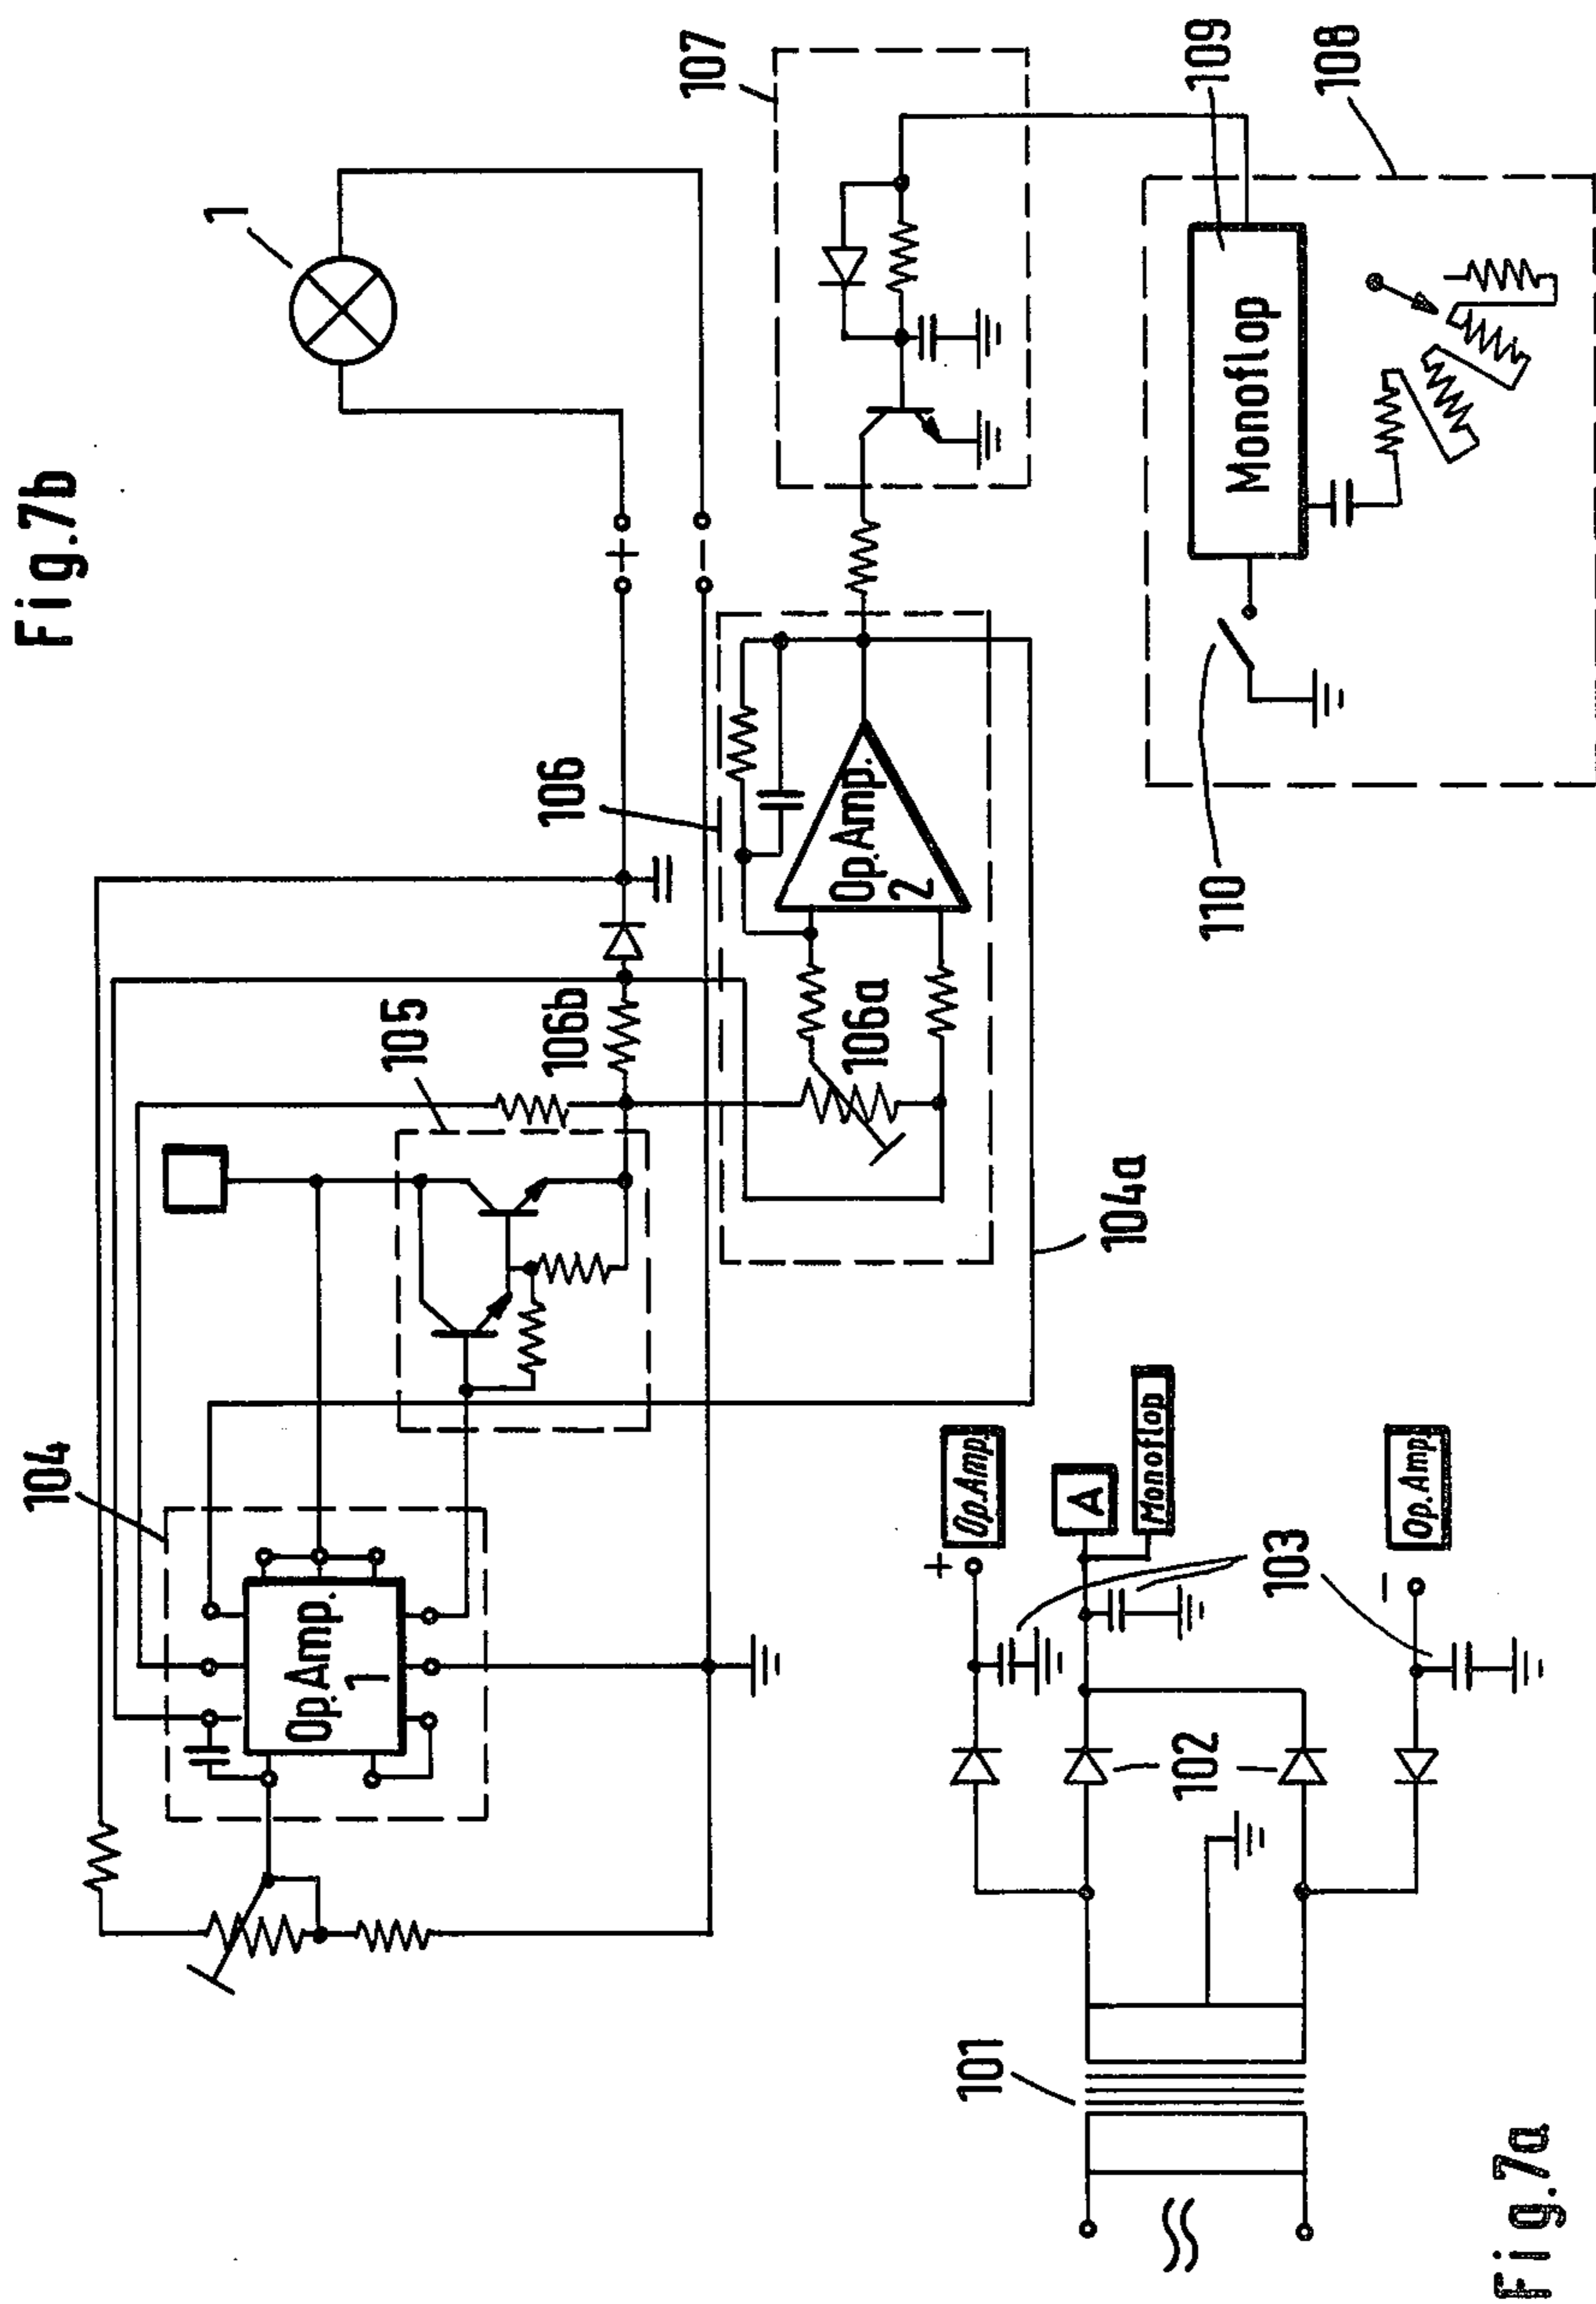 Fig.7b
1
107
109
108
106
105
106b
104
Op.Amp.
1
Op.Amp.
2
106a
104a
+
−
Monoflop
110
Fig.7a
101
102
103
+
Op.Amp.
A
Monoflop
−
Op.Amp.